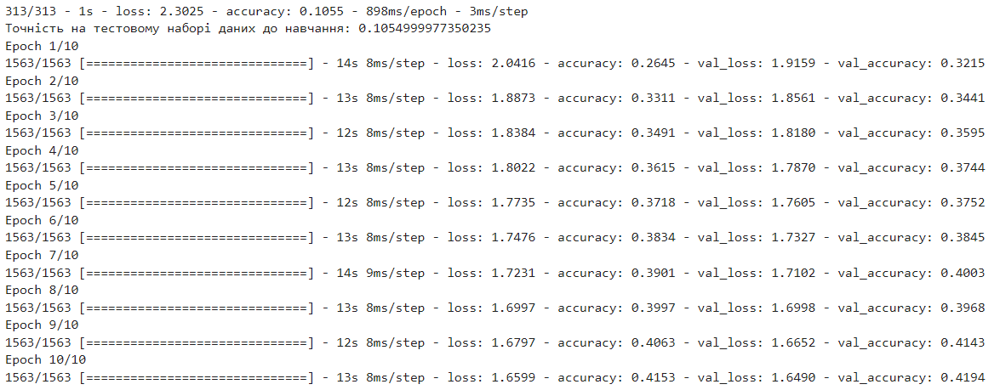 313/313 - 1s - loss: 2.3025 - accuracy: 0.1055 - 898ms/epoch - 3ms/step
Точність на тестовому наборі даних до навчання: 0.1054999977350235
Epoch 1/10
1563/1563 [==============================] - 14s 8ms/step - loss: 2.0416 - accuracy: 0.2645 - val_loss: 1.9159 - val_accuracy: 0.3215
Epoch 2/10
1563/1563 [==============================] - 13s 8ms/step - loss: 1.8873 - accuracy: 0.3311 - val_loss: 1.8561 - val_accuracy: 0.3441
Epoch 3/10
1563/1563 [==============================] - 12s 8ms/step - loss: 1.8384 - accuracy: 0.3491 - val_loss: 1.8180 - val_accuracy: 0.3595
Epoch 4/10
1563/1563 [==============================] - 13s 8ms/step - loss: 1.8022 - accuracy: 0.3615 - val_loss: 1.7870 - val_accuracy: 0.3744
Epoch 5/10
1563/1563 [==============================] - 12s 8ms/step - loss: 1.7735 - accuracy: 0.3718 - val_loss: 1.7605 - val_accuracy: 0.3752
Epoch 6/10
1563/1563 [==============================] - 13s 8ms/step - loss: 1.7476 - accuracy: 0.3834 - val_loss: 1.7327 - val_accuracy: 0.3845
Epoch 7/10
1563/1563 [==============================] - 14s 9ms/step - loss: 1.7231 - accuracy: 0.3901 - val_loss: 1.7102 - val_accuracy: 0.4003
Epoch 8/10
1563/1563 [==============================] - 13s 8ms/step - loss: 1.6997 - accuracy: 0.3997 - val_loss: 1.6998 - val_accuracy: 0.3968
Epoch 9/10
1563/1563 [==============================] - 12s 8ms/step - loss: 1.6797 - accuracy: 0.4063 - val_loss: 1.6652 - val_accuracy: 0.4143
Epoch 10/10
1563/1563 [==============================] - 13s 8ms/step - loss: 1.6599 - accuracy: 0.4153 - val_loss: 1.6490 - val_accuracy: 0.4194